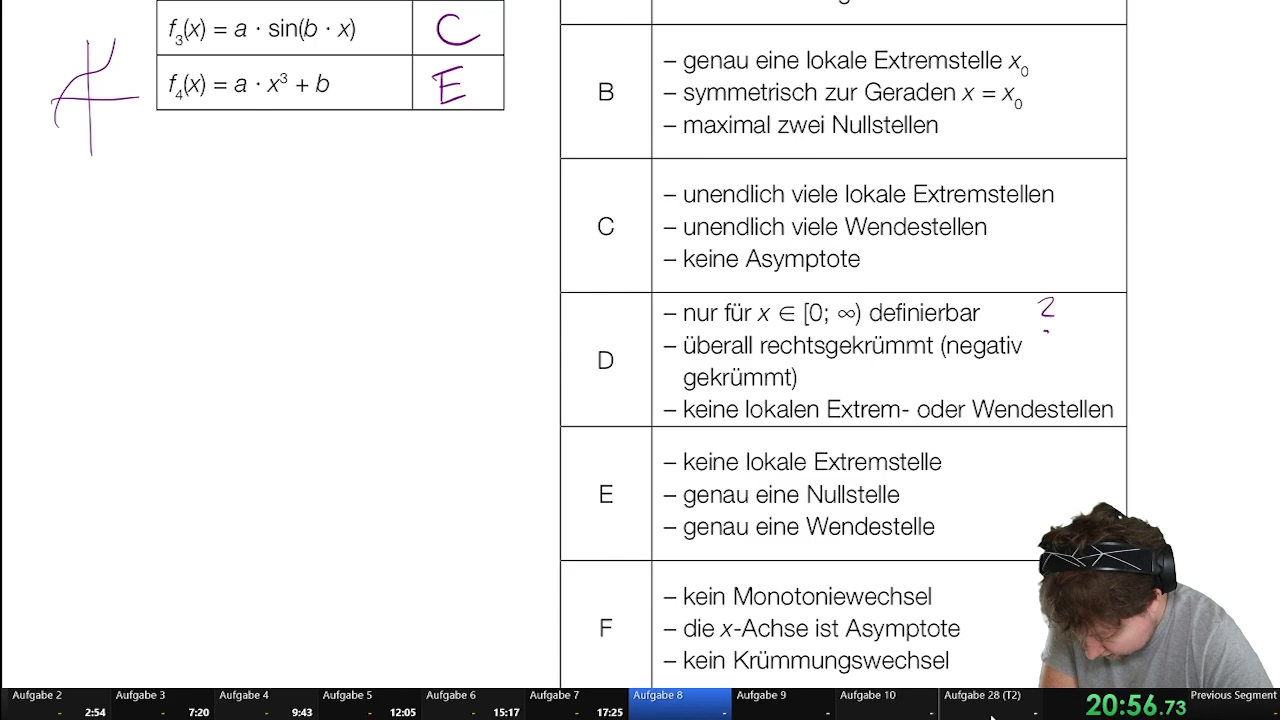 f₃(x) = a · sin(b · x) C
f₄(x) = a · x³ + b E
B
– genau eine lokale Extremstelle x₀
– symmetrisch zur Geraden x = x₀
– maximal zwei Nullstellen
C
– unendlich viele lokale Extremstellen
– unendlich viele Wendestellen
– keine Asymptote
D
– nur für x ∈ [0; ∞) definierbar ?
– überall rechtsgekrümmt (negativ
gekrümmt)
– keine lokalen Extrem- oder Wendestellen
E
– keine lokale Extremstelle
– genau eine Nullstelle
– genau eine Wendestelle
F
– kein Monotoniewechsel
– die x-Achse ist Asymptote
– kein Krümmungswechsel
Aufgabe 2 Aufgabe 3 Aufgabe 4 Aufgabe 5 Aufgabe 6 Aufgabe 7 Aufgabe 8 Aufgabe 9 Aufgabe 10 Aufgabe 28 (T2) 20:56.73 Previous Segment
- 2:54 - 7:20 - 9:43 - 12:05 - 15:17 - 17:25 - - - - -